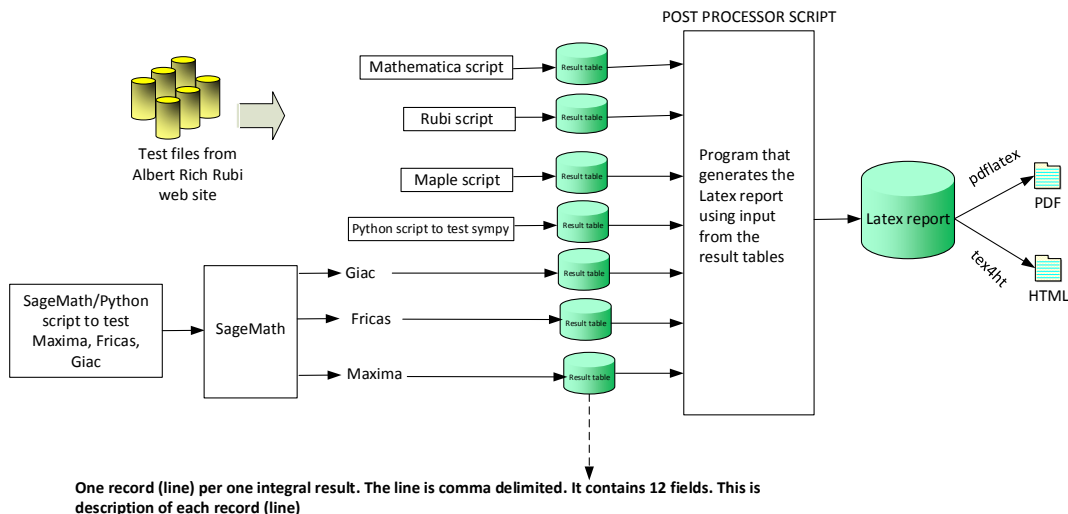 POST PROCESSOR SCRIPT
Mathematica script
Result table
Rubi script
Result table
Test files from
Albert Rich Rubi
web site
Maple script
Result table
Python script to test sympy
Result table
SageMath/Python
script to test
Maxima, Fricas,
Giac
SageMath
Giac
Result table
Fricas
Result table
Maxima
Result table
Program that
generates the
Latex report
using input
from the
result tables
Latex report
pdflatex
PDF
tex4ht
HTML
One record (line) per one integral result. The line is comma delimited. It contains 12 fields. This is
description of each record (line)